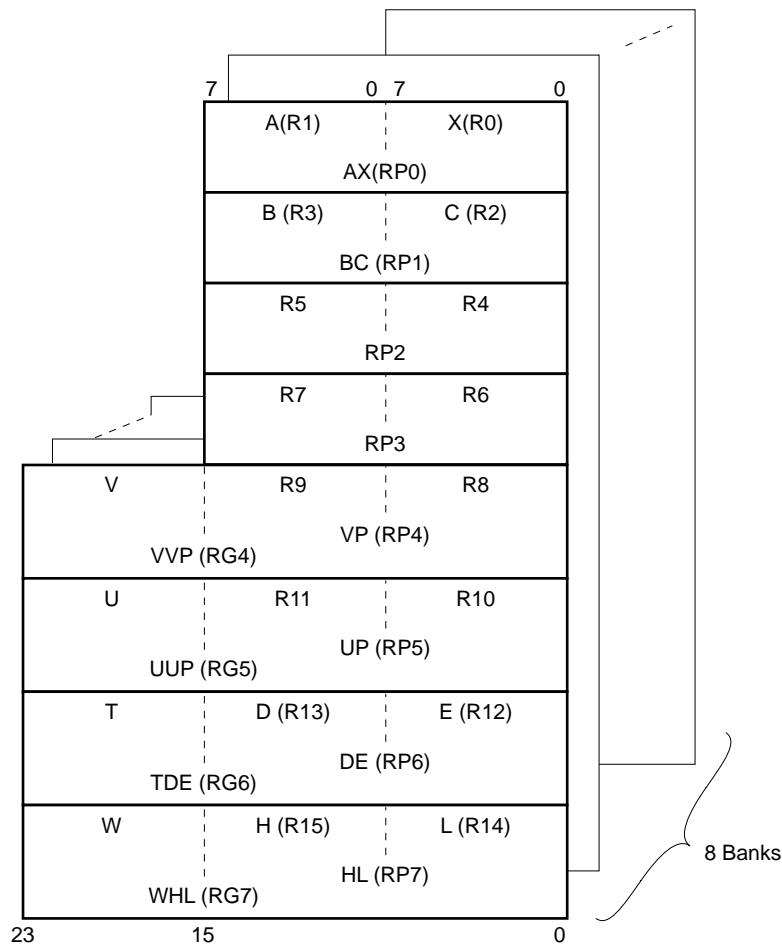 7 0 7 0
A(R1) X(R0)
AX(RP0)
B (R3) C (R2)
BC (RP1)
R5 R4
RP2
R7 R6
RP3
V R9 R8
VP (RP4)
VVP (RG4)
U R11 R10
UP (RP5)
UUP (RG5)
T D (R13) E (R12)
DE (RP6)
TDE (RG6)
W H (R15) L (R14)
8 Banks
HL (RP7)
WHL (RG7)
23 15 0